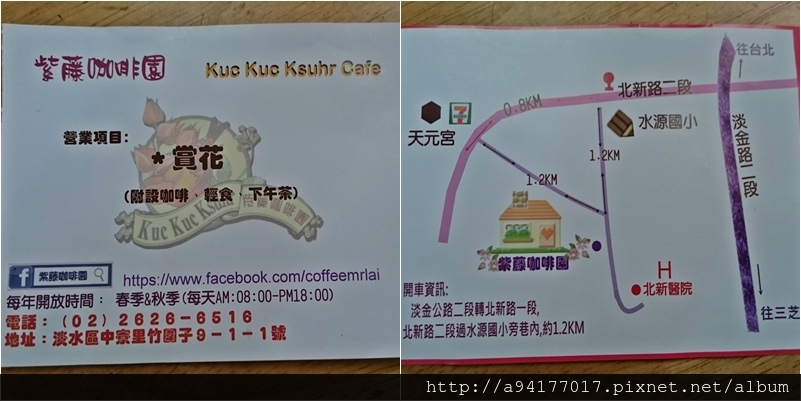 紫藤咖啡園 Kuc Kuc Ksuhr Cafe
營業項目：
*賞花
(附設咖啡、輕食、下午茶)
Kuc Kuc Ksuhr
紫藤咖啡園 https://www.facebook.com/coffeemrlai
每年開放時間： 春季&秋季(每天AM:08:00-PM18:00)
電話：(02)2626-6516
地址：淡水區中寮里竹圍子9-1-1號
往台北
北新路二段
0.8KM
7 ELEVEN
天元宮
水源國小
淡金路二段
1.2KM
1.2KM
紫藤咖啡園
H
北新醫院
往三芝
開車資訊:
淡金公路二段轉北新路一段,
北新路二段過水源國小旁巷內,約1.2KM
http://a94177017.pixnet.net/album